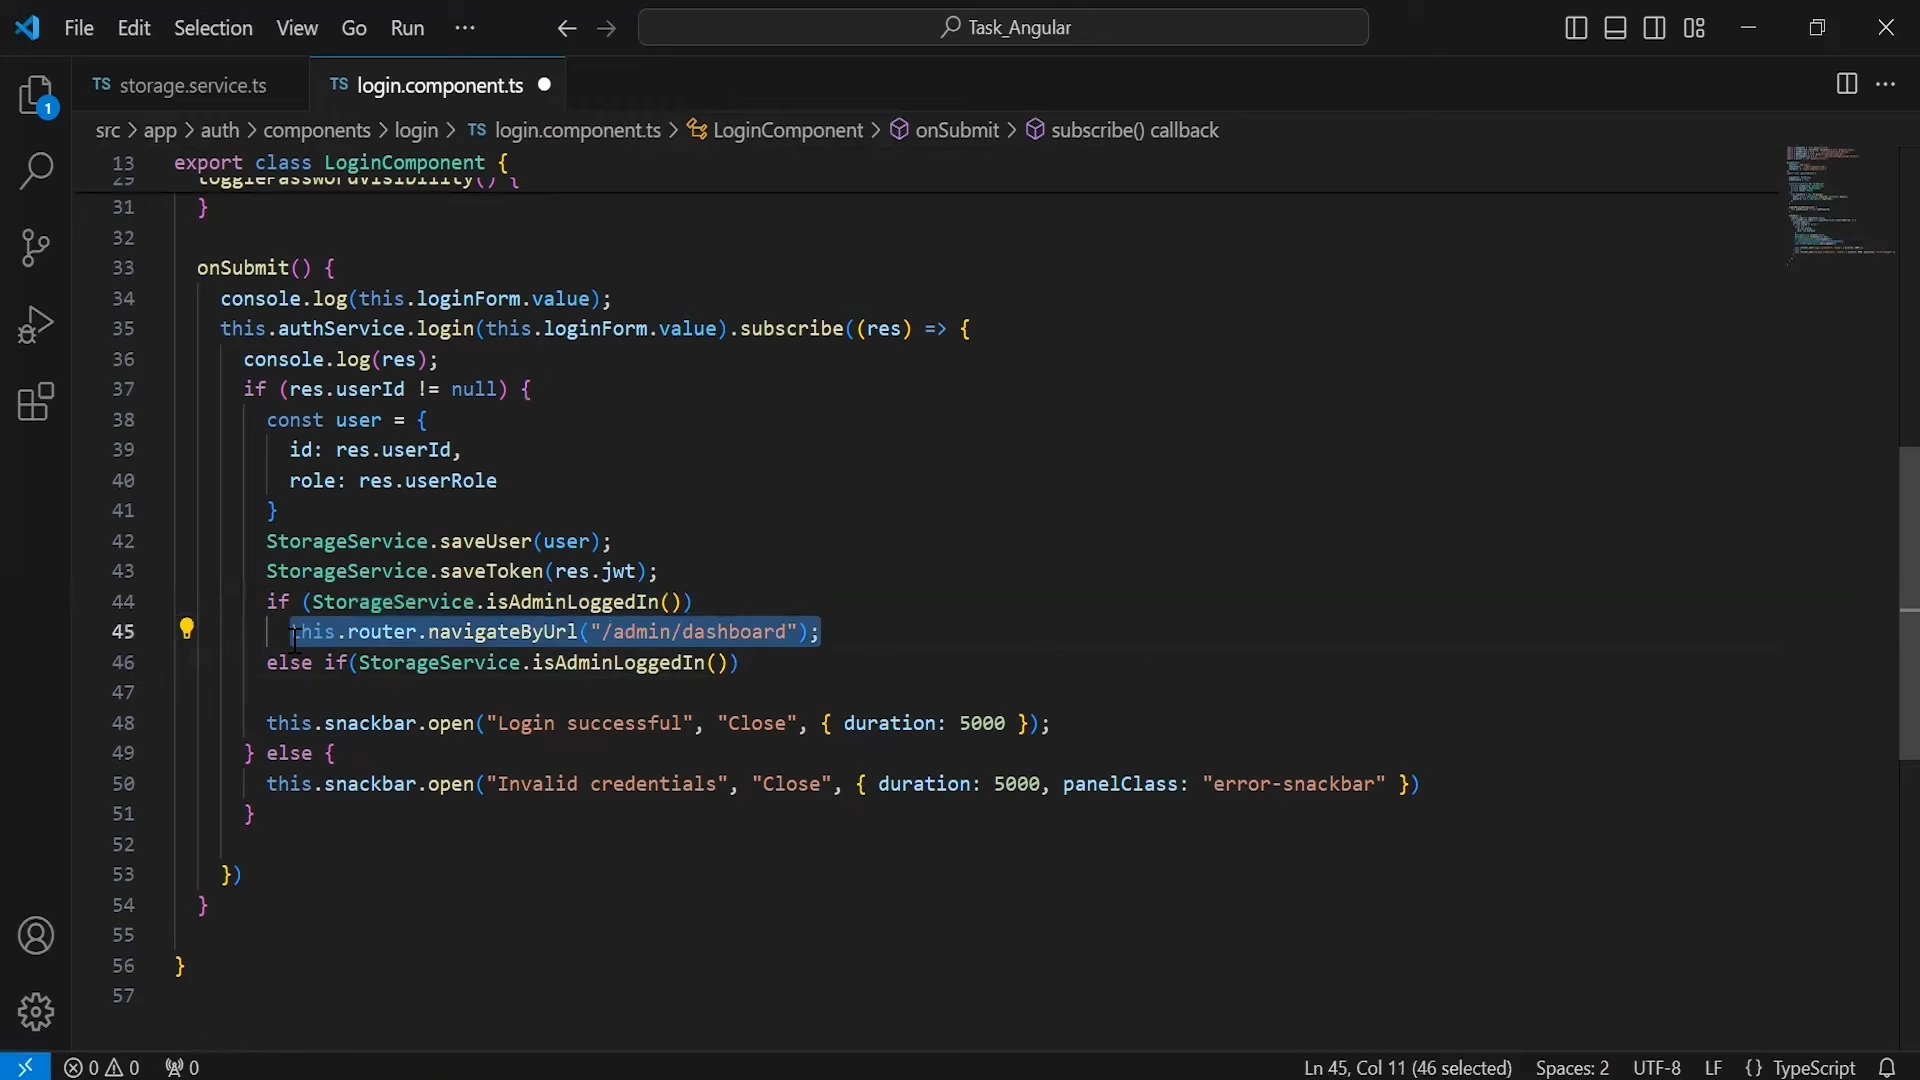 File Edit Selection View Go Run ··· Task_Angular
1
TS storage.service.ts TS login.component.ts
src > app > auth > components > login > TS login.component.ts > LoginComponent > onSubmit > subscribe() callback
13 export class LoginComponent {
29 togglePasswordVisibility() {
31 }
32
33 onSubmit() {
34 console.log(this.loginForm.value);
35 this.authService.login(this.loginForm.value).subscribe((res) => {
36 console.log(res);
37 if (res.userId != null) {
38 const user = {
39 id: res.userId,
40 role: res.userRole
41 }
42 StorageService.saveUser(user);
43 StorageService.saveToken(res.jwt);
44 if (StorageService.isAdminLoggedIn())
45 this.router.navigateByUrl("/admin/dashboard");
46 else if(StorageService.isAdminLoggedIn())
47
48 this.snackbar.open("Login successful", "Close", { duration: 5000 });
49 } else {
50 this.snackbar.open("Invalid credentials", "Close", { duration: 5000, panelClass: "error-snackbar" })
51 }
52
53 })
54 }
55
56 }
57
0 0 0 Ln 45, Col 11 (46 selected) Spaces: 2 UTF-8 LF {} TypeScript